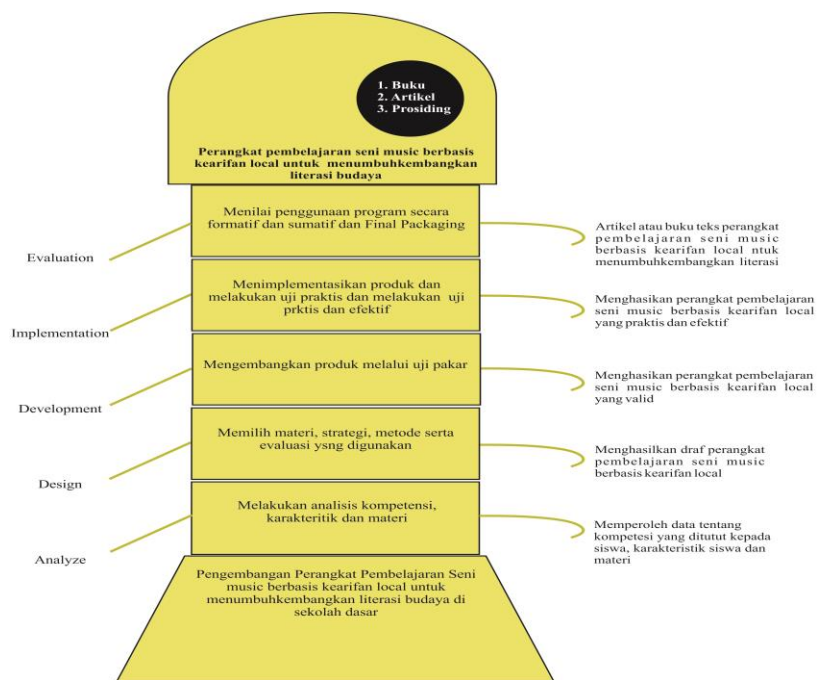 1. Buku
2. Artikel
3. Prosiding
Perangkat pembelajaran seni music berbasis
kearifan local untuk menumbuhkembangkan
literasi budaya
Menilai penggunaan program secara
formatif dan sumatif dan Final Packaging
Evaluation
Artikel atau buku teks perangkat
pembelajaran seni music
berbasis kearifan local ntuk
menumbuhkembangkan literasi
Menimplementasikan produk dan
melakukan uji praktis dan melakukan uji
prktis dan efektif
Implementation
Menghasikan perangkat pembelajaran
seni music berbasis kearifan local
yang praktis dan efektif
Mengembangkan produk melalui uji pakar
Development
Menghasikan perangkat pembelajaran
seni music berbasis kearifan local
yang valid
Memilih materi, strategi, metode serta
evaluasi ysng digunakan
Design
Menghasilkan draf perangkat
pembelajaran seni music
berbasis kearifan local
Melakukan analisis kompetensi,
karakteritik dan materi
Analyze
Memperoleh data tentang
kompetesi yang ditutut kepada
siswa, karakteristik siswa dan
materi
Pengembangan Perangkat Pembelajaran Seni
music berbasis kearifan local untuk
menumbuhkembangkan literasi budaya di
sekolah dasar